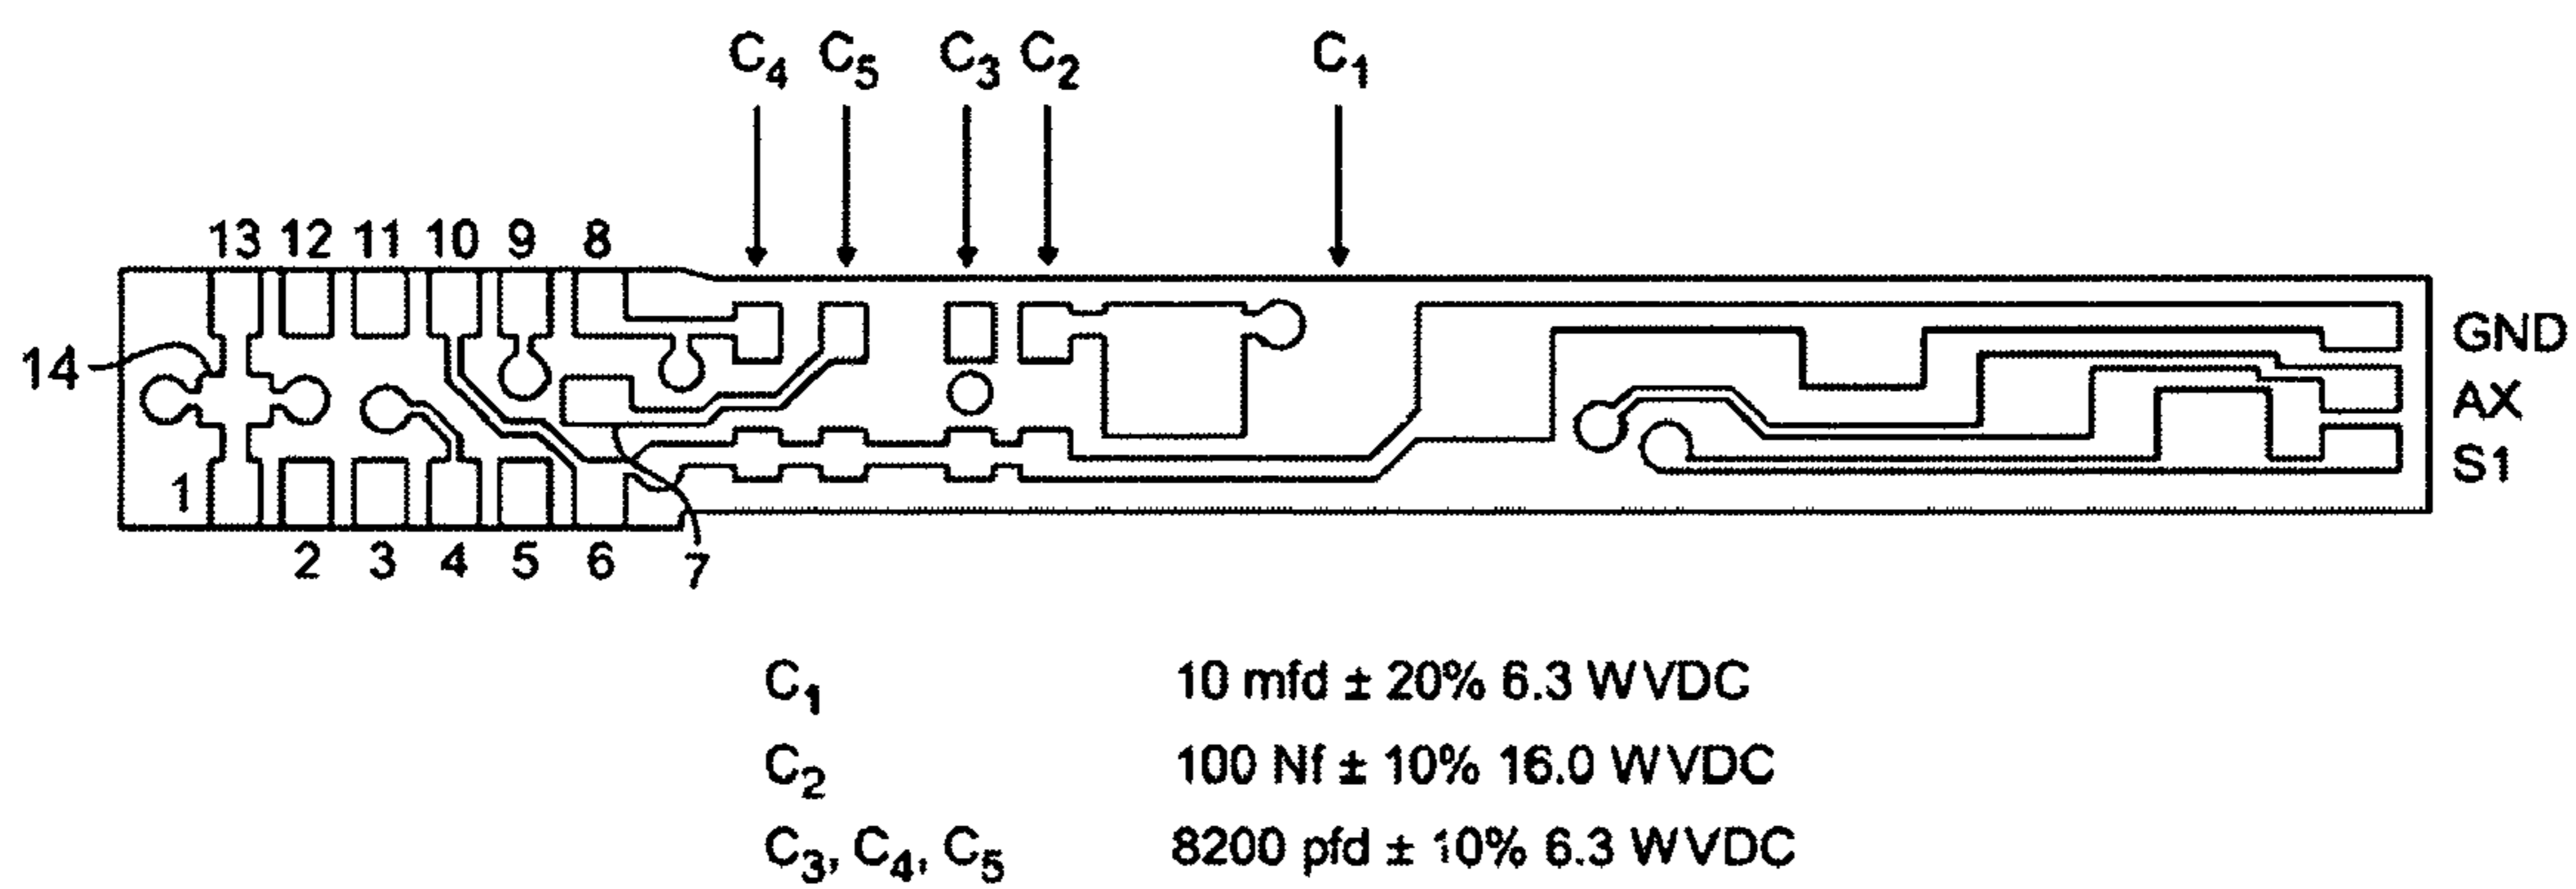 C4 C5 C3 C2 C1
13 12 11 10 9 8
GND
14
AX
S1
1
2 3 4 5 6 7
C1 10 mfd ± 20% 6.3 WVDC
C2 100 Nf ± 10% 16.0 WVDC
C3, C4, C5 8200 pfd ± 10% 6.3 WVDC